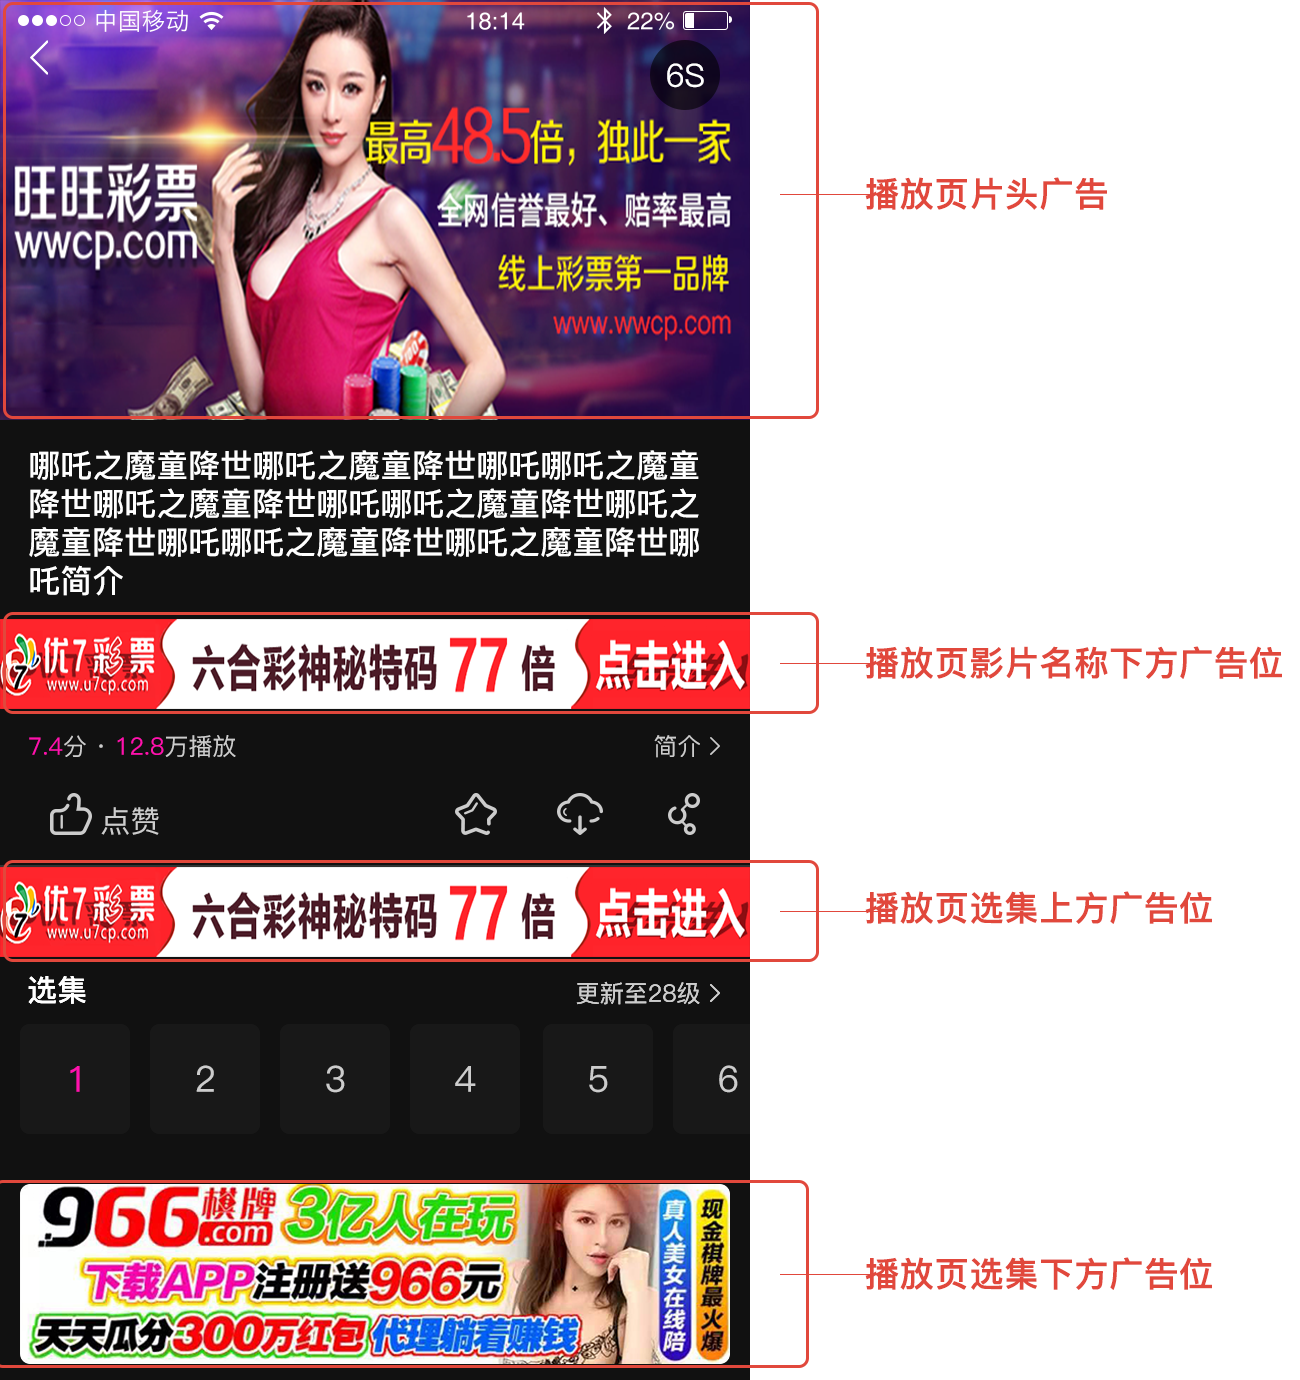 中国移动
18:14
22%
6S
最高48.5倍，独此一家
旺旺彩票
wwcp.com
全网信誉最好、赔率最高
线上彩票第一品牌
www.wwcp.com
播放页片头广告
哪吒之魔童降世哪吒之魔童降世哪吒哪吒之魔童
降世哪吒之魔童降世哪吒哪吒之魔童降世哪吒之
魔童降世哪吒哪吒之魔童降世哪吒之魔童降世哪
吒简介
优7彩票
www.u7cp.com
六合彩神秘特码77倍
点击进入
播放页影片名称下方广告位
7.4分 · 12.8万播放
简介
点赞
优7彩票
www.u7cp.com
六合彩神秘特码77倍
点击进入
播放页选集上方广告位
选集
更新至28级
1 2 3 4 5 6
966棋牌
.com
3亿人在玩
下载APP注册送966元
天天瓜分300万红包 代理躺着赚钱
真人美女在线陪
现金棋牌最火爆
播放页选集下方广告位